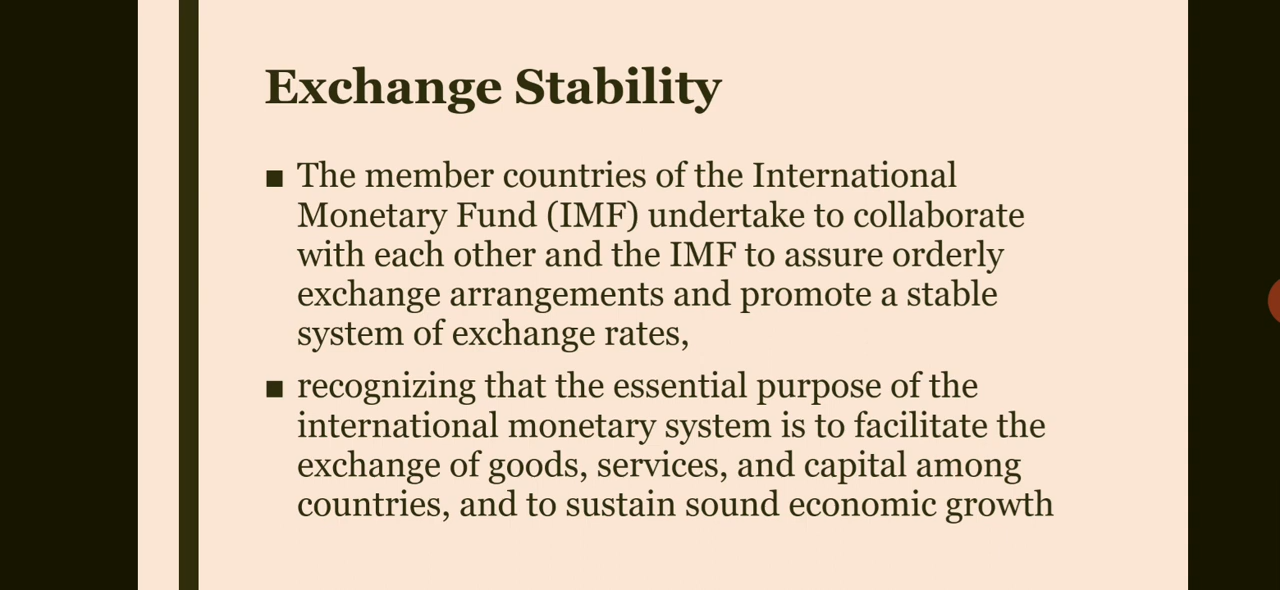 Exchange Stability
■ The member countries of the International
Monetary Fund (IMF) undertake to collaborate
with each other and the IMF to assure orderly
exchange arrangements and promote a stable
system of exchange rates,
■ recognizing that the essential purpose of the
international monetary system is to facilitate the
exchange of goods, services, and capital among
countries, and to sustain sound economic growth